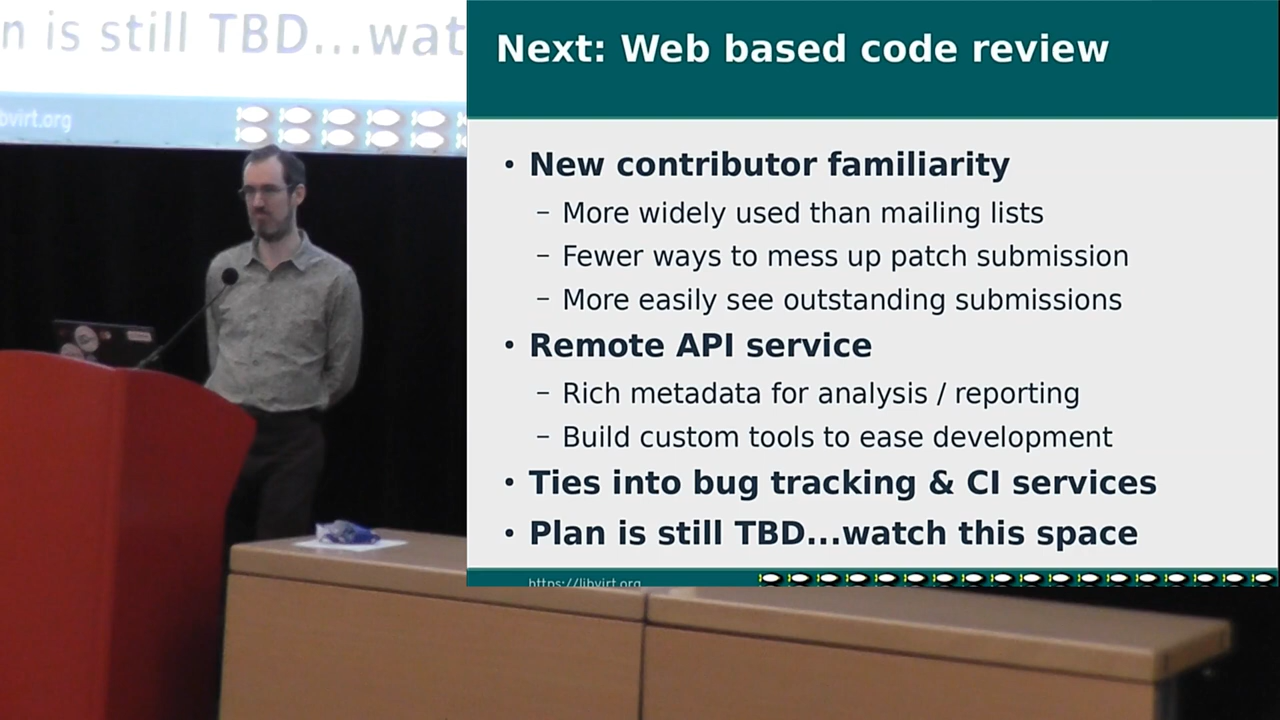 n is still TBD...wat
bvirt.org
Next: Web based code review
• New contributor familiarity
– More widely used than mailing lists
– Fewer ways to mess up patch submission
– More easily see outstanding submissions
• Remote API service
– Rich metadata for analysis / reporting
– Build custom tools to ease development
• Ties into bug tracking & CI services
• Plan is still TBD...watch this space
https://libvirt.org